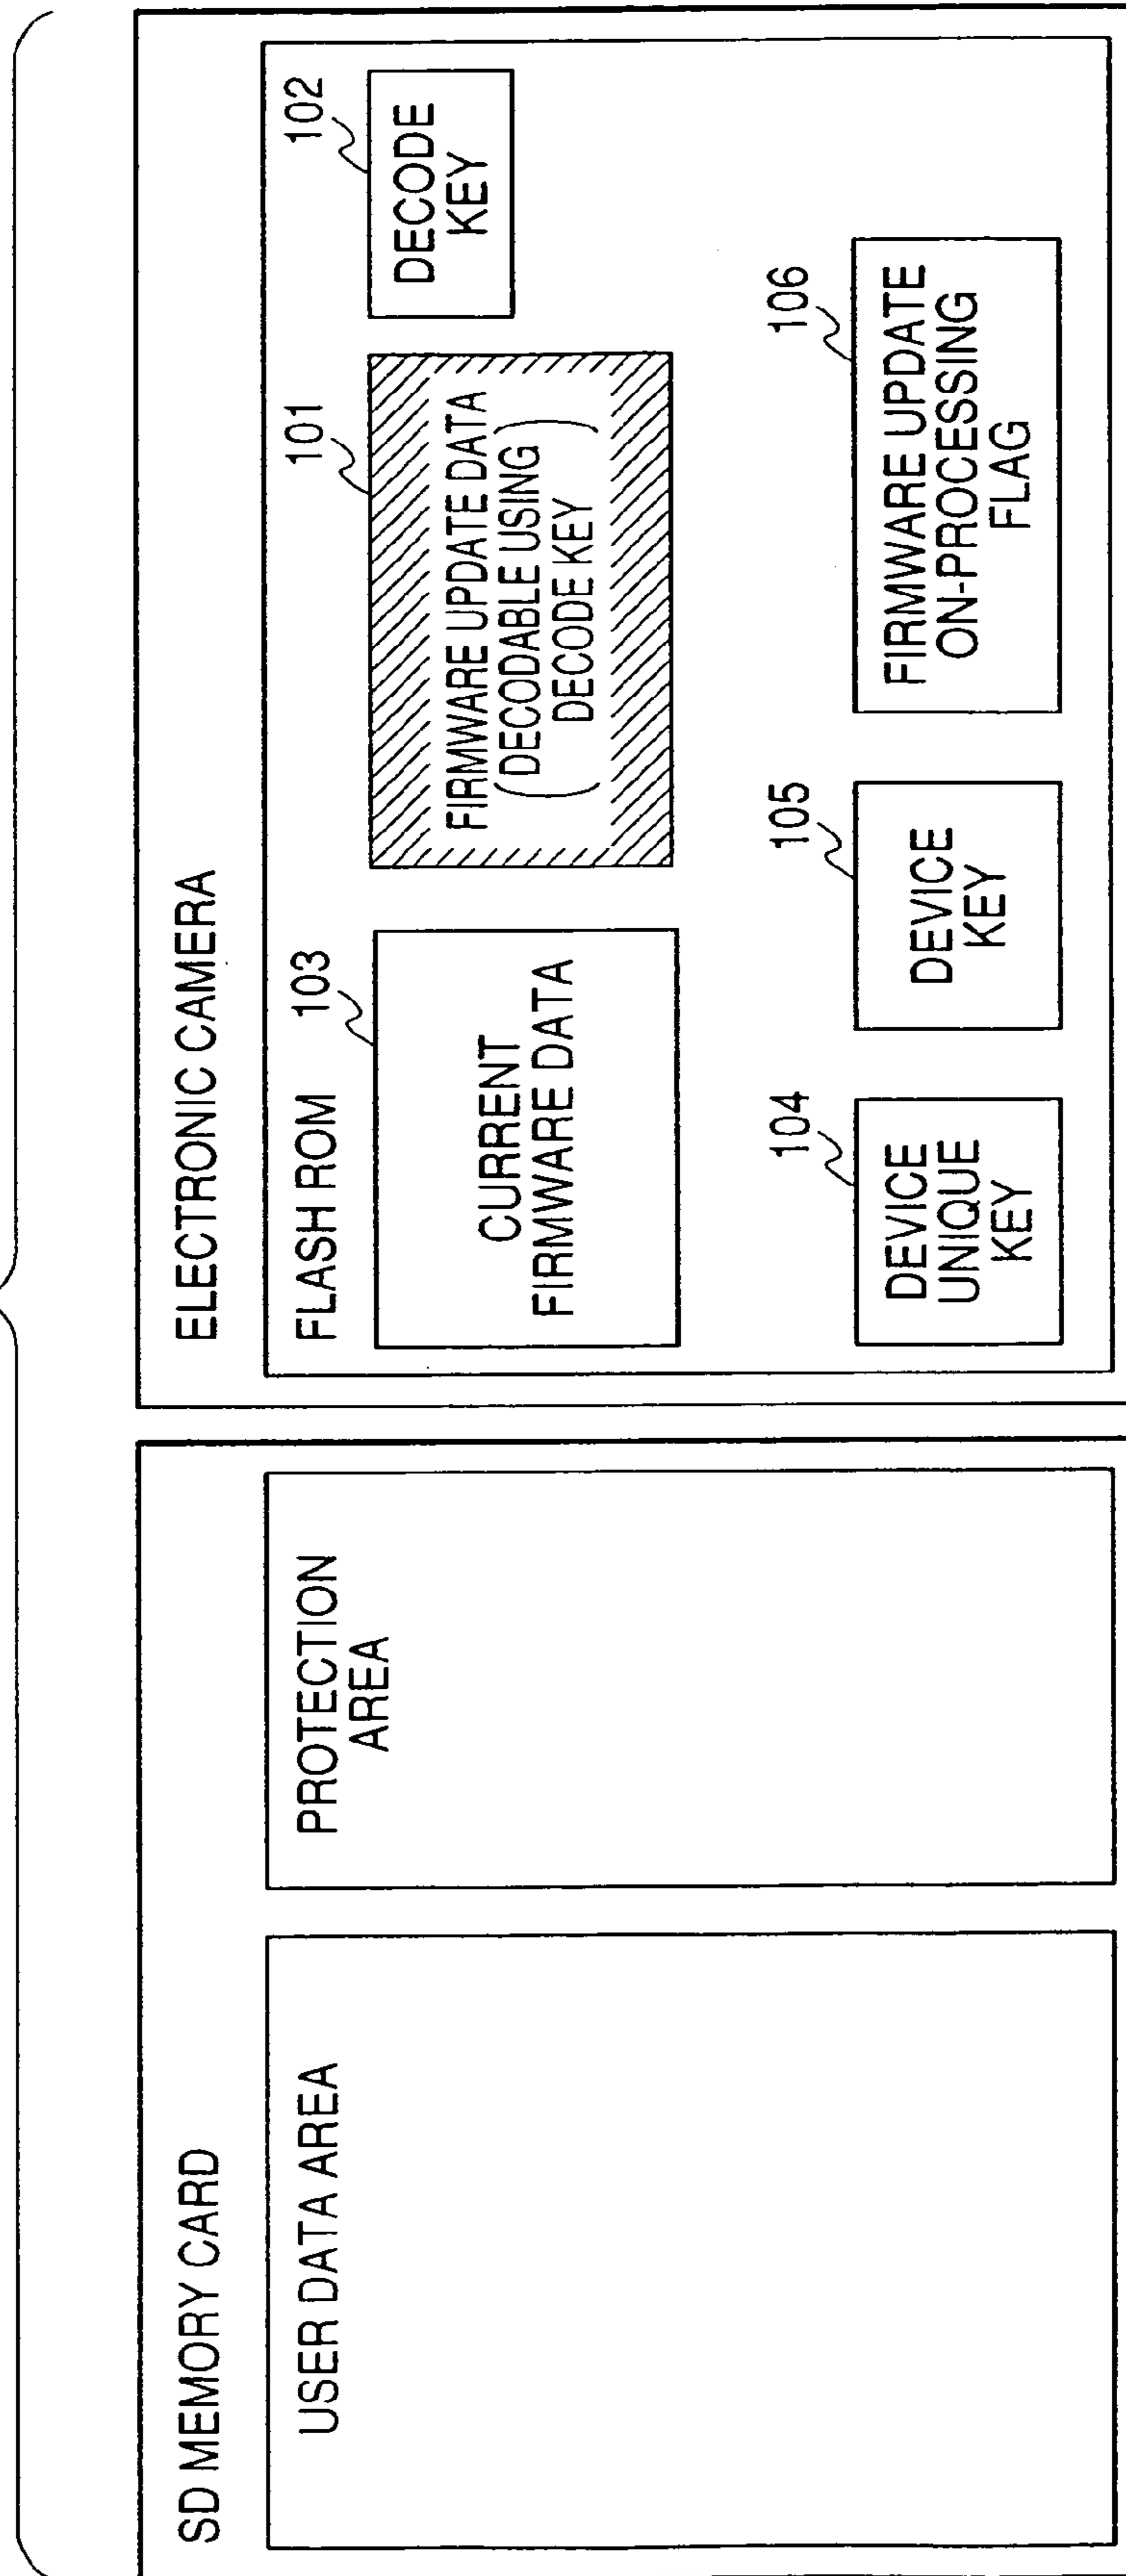 SD MEMORY CARD
USER DATA AREA
PROTECTION
AREA
ELECTRONIC CAMERA
FLASH ROM
103
CURRENT
FIRMWARE DATA
101
FIRMWARE UPDATE DATA
(DECODABLE USING
DECODE KEY)
102
DECODE
KEY
104
DEVICE
UNIQUE
KEY
105
DEVICE
KEY
106
FIRMWARE UPDATE
ON-PROCESSING
FLAG